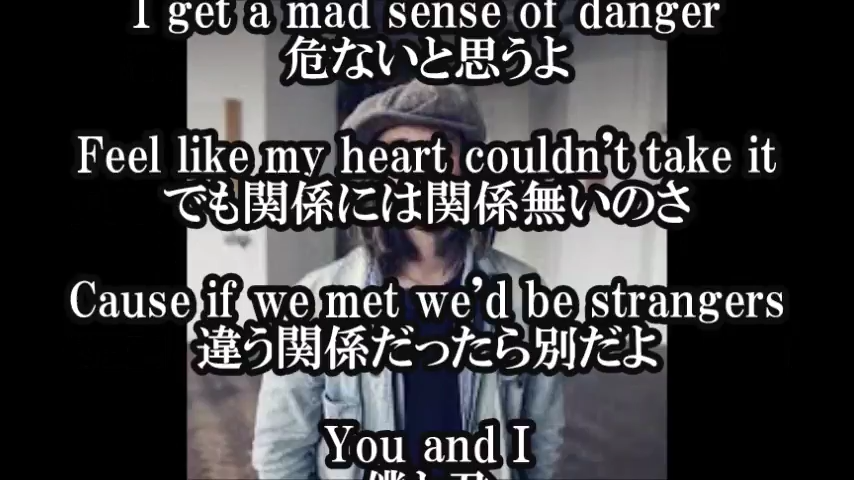 I get a mad sense of danger
危ないと思うよ
Feel like my heart couldn't take it
でも関係には関係無いのさ
Cause if we met we'd be strangers
違う関係だったら別だよ
You and I